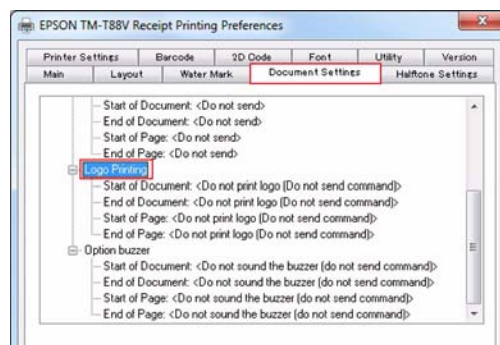 EPSON TM-T88V Receipt Printing Preferences
Printer Settings Barcode 2D Code Font Utility Version
Main Layout Water Mark Document Settings Halftone Settings
Start of Document: <Do not send>
End of Document: <Do not send>
Start of Page: <Do not send>
End of Page: <Do not send>
Logo Printing
Start of Document: <Do not print logo (Do not send command)>
End of Document: <Do not print logo (Do not send command)>
Start of Page: <Do not print logo (Do not send command)>
End of Page: <Do not print logo (Do not send command)>
Option buzzer
Start of Document: <Do not sound the buzzer (do not send command)>
End of Document: <Do not sound the buzzer (do not send command)>
Start of Page: <Do not sound the buzzer (do not send command)>
End of Page: <Do not sound the buzzer (do not send command)>